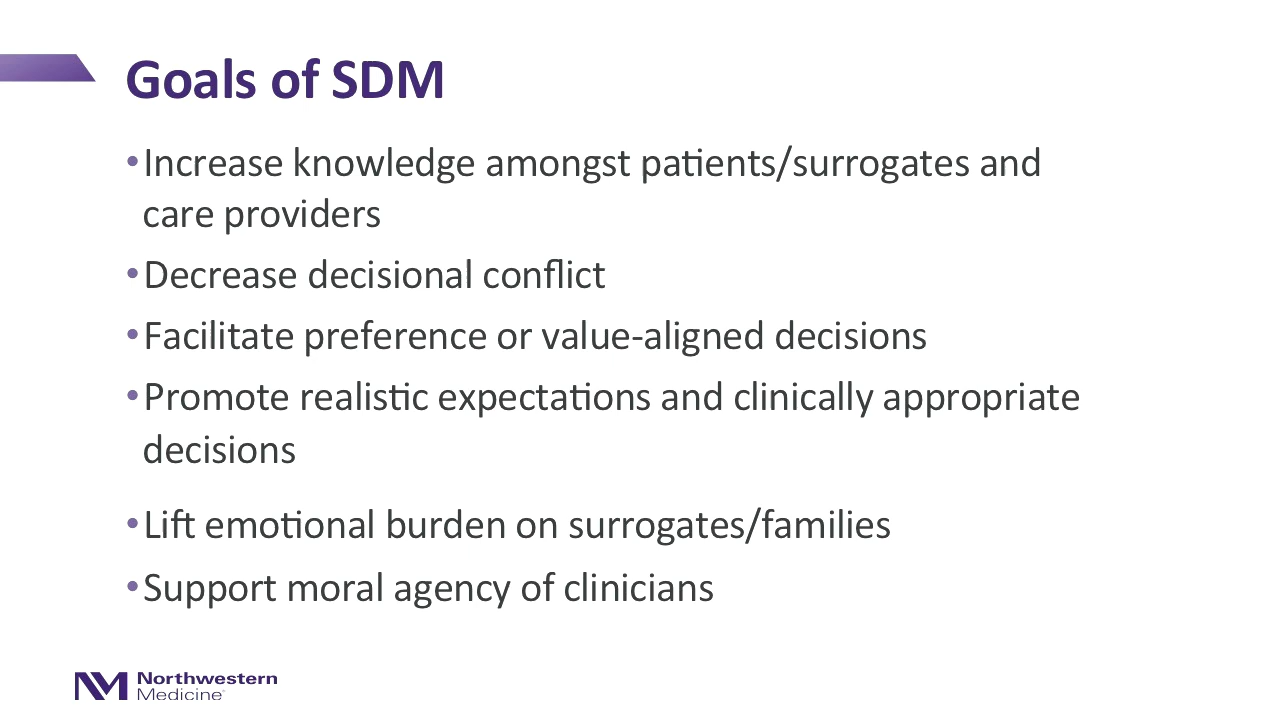 Goals of SDM
•Increase knowledge amongst patients/surrogates and
care providers
•Decrease decisional conflict
•Facilitate preference or value-aligned decisions
•Promote realistic expectations and clinically appropriate
decisions
•Lift emotional burden on surrogates/families
•Support moral agency of clinicians
NM Northwestern
Medicine